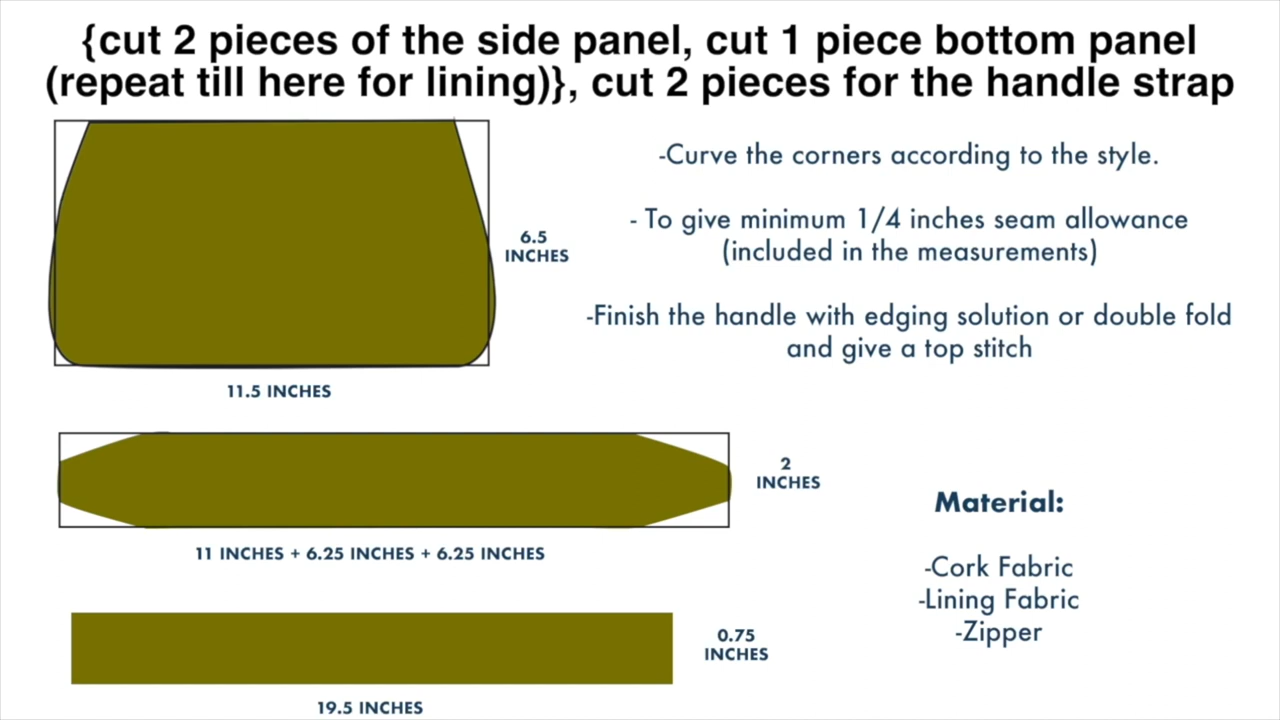 {cut 2 pieces of the side panel, cut 1 piece bottom panel
(repeat till here for lining)}, cut 2 pieces for the handle strap
-Curve the corners according to the style.
- To give minimum 1/4 inches seam allowance
(included in the measurements)
-Finish the handle with edging solution or double fold
and give a top stitch
6.5
INCHES
11.5 INCHES
2
INCHES
11 INCHES + 6.25 INCHES + 6.25 INCHES
Material:
-Cork Fabric
-Lining Fabric
-Zipper
0.75
INCHES
19.5 INCHES